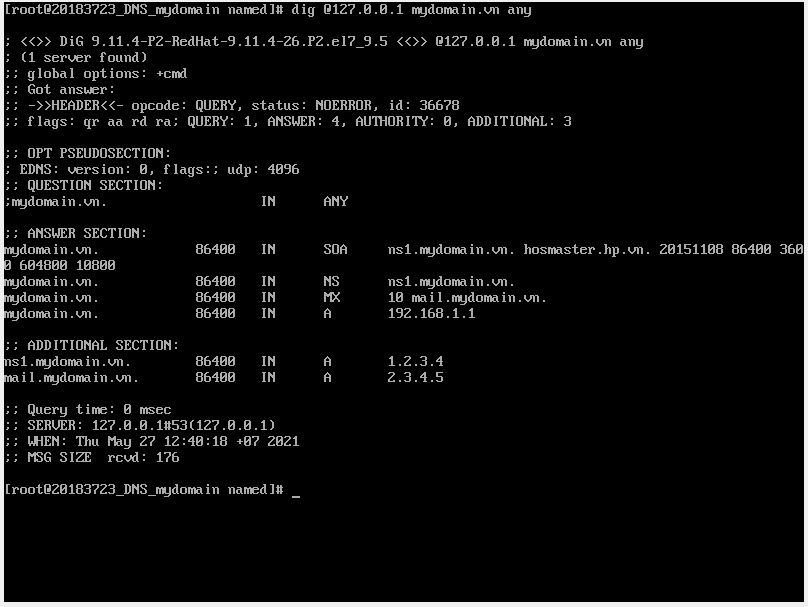 [root@20183723_DNS_mydomain named]# dig @127.0.0.1 mydomain.vn any
; <<>> DiG 9.11.4-P2-RedHat-9.11.4-26.P2.el7_9.5 <<>> @127.0.0.1 mydomain.vn any
; (1 server found)
;; global options: +cmd
;; Got answer:
;; ->>HEADER<<- opcode: QUERY, status: NOERROR, id: 36678
;; flags: qr aa rd ra; QUERY: 1, ANSWER: 4, AUTHORITY: 0, ADDITIONAL: 3
;; OPT PSEUDOSECTION:
; EDNS: version: 0, flags:; udp: 4096
;; QUESTION SECTION:
;mydomain.vn. IN ANY
;; ANSWER SECTION:
mydomain.vn. 86400 IN SOA ns1.mydomain.vn. hosmaster.hp.vn. 20151108 86400 360
0 604800 10800
mydomain.vn. 86400 IN NS ns1.mydomain.vn.
mydomain.vn. 86400 IN MX 10 mail.mydomain.vn.
mydomain.vn. 86400 IN A 192.168.1.1
;; ADDITIONAL SECTION:
ns1.mydomain.vn. 86400 IN A 1.2.3.4
mail.mydomain.vn. 86400 IN A 2.3.4.5
;; Query time: 0 msec
;; SERVER: 127.0.0.1#53(127.0.0.1)
;; WHEN: Thu May 27 12:40:18 +07 2021
;; MSG SIZE rcvd: 176
[root@20183723_DNS_mydomain named]# _